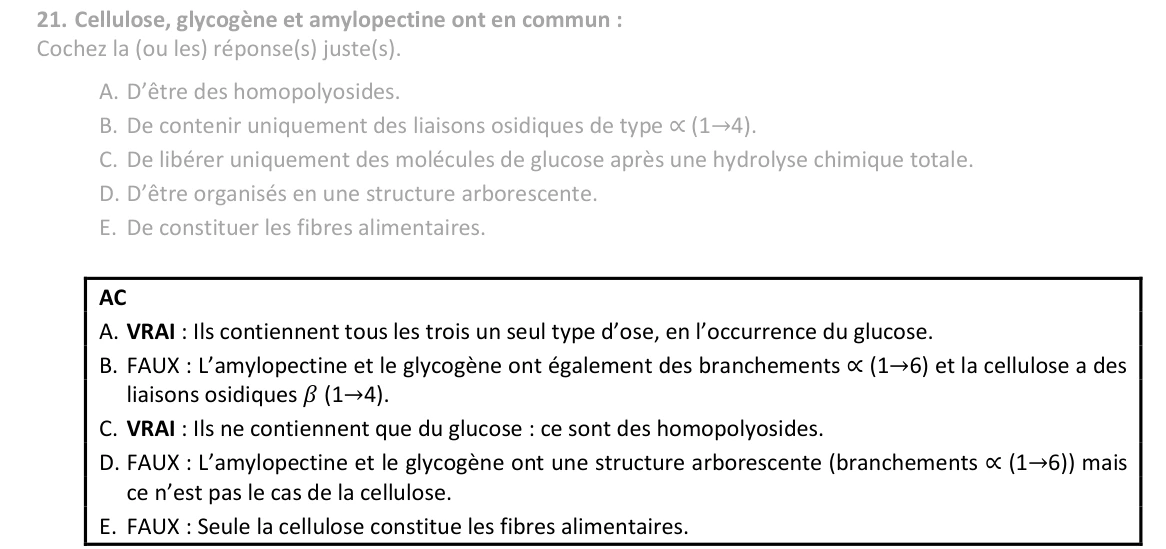 21. Cellulose, glycogène et amylopectine ont en commun :
Cochez la (ou les) réponse(s) juste(s).
A. D’être des homopolyosides.
B. De contenir uniquement des liaisons osidiques de type ∝ (1→4).
C. De libérer uniquement des molécules de glucose après une hydrolyse chimique totale.
D. D’être organisés en une structure arborescente.
E. De constituer les fibres alimentaires.
AC
A. VRAI : Ils contiennent tous les trois un seul type d’ose, en l’occurrence du glucose.
B. FAUX : L’amylopectine et le glycogène ont également des branchements ∝ (1→6) et la cellulose a des
liaisons osidiques β (1→4).
C. VRAI : Ils ne contiennent que du glucose : ce sont des homopolyosides.
D. FAUX : L’amylopectine et le glycogène ont une structure arborescente (branchements ∝ (1→6)) mais
ce n’est pas le cas de la cellulose.
E. FAUX : Seule la cellulose constitue les fibres alimentaires.